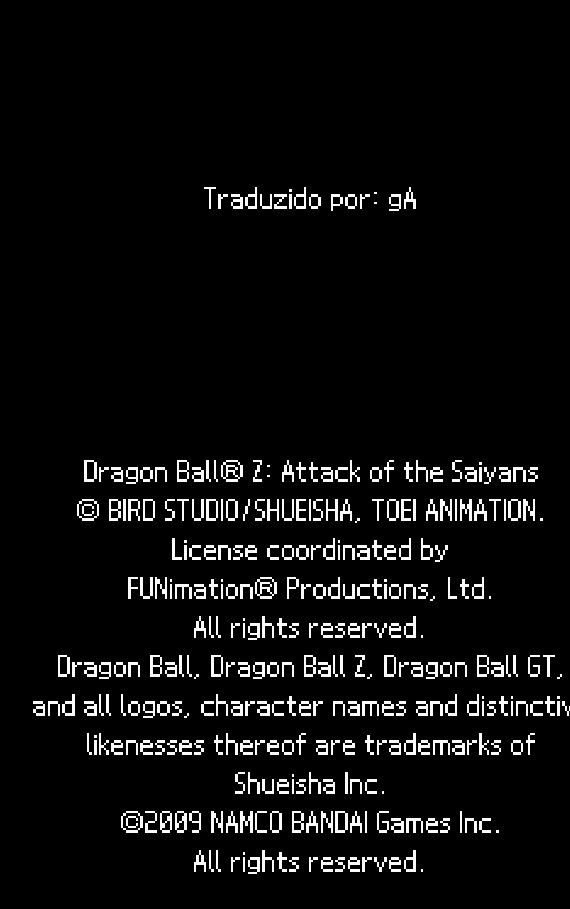 Traduzido por: gA
Dragon Ball® Z: Attack of the Saiyans
© BIRD STUDIO/SHUEISHA, TOEI ANIMATION.
License coordinated by
FUNimation® Productions, Ltd.
All rights reserved.
Dragon Ball, Dragon Ball Z, Dragon Ball GT,
and all logos, character names and distinctiv
likenesses thereof are trademarks of
Shueisha Inc.
©2009 NAMCO BANDAI Games Inc.
All rights reserved.